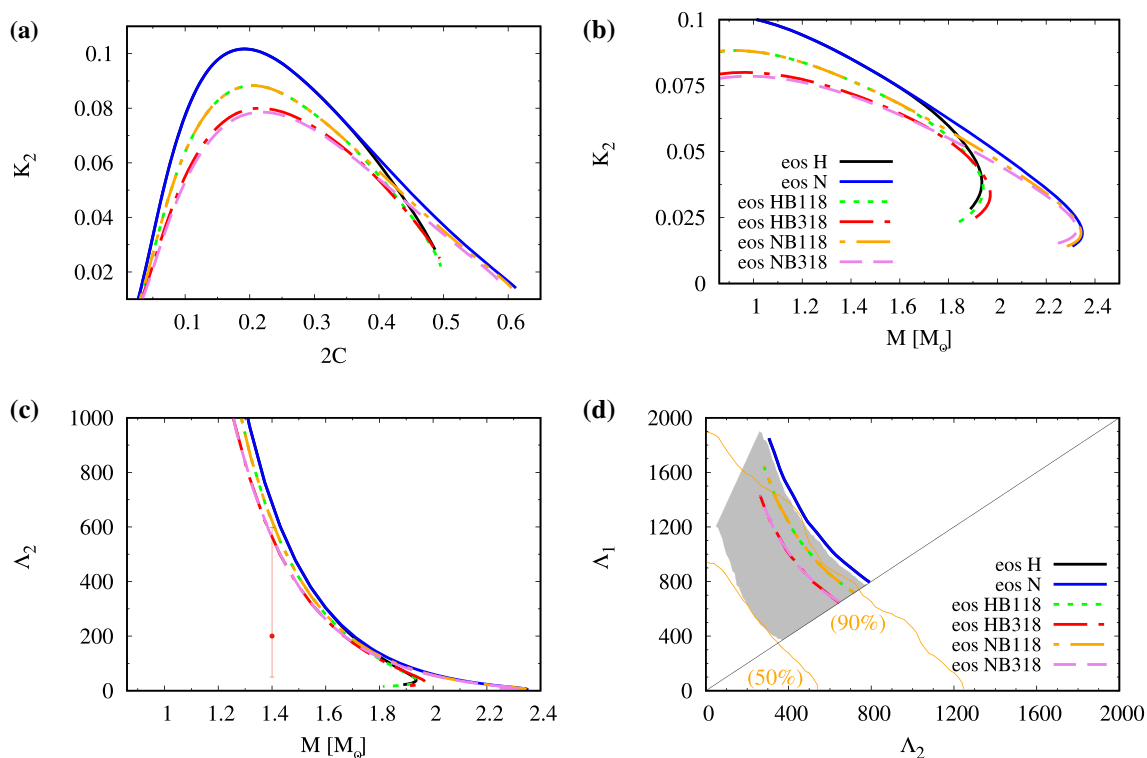 (a)
K2
0.1
0.08
0.06
0.04
0.02
0.1 0.2 0.3 0.4 0.5 0.6
2C
(b)
K2
0.1
0.075
0.05
0.025
0
eos H
eos N
eos HB118
eos HB318
eos NB118
eos NB318
1 1.2 1.4 1.6 1.8 2 2.2 2.4
M [M⊙]
(c)
Λ2
1000
800
600
400
200
0
1 1.2 1.4 1.6 1.8 2 2.2 2.4
M [M⊙]
(d)
Λ1
2000
1600
1200
800
400
0
eos H
eos N
eos HB118
eos HB318
eos NB118
eos NB318
(90%)
(50%)
0 400 800 1200 1600 2000
Λ2